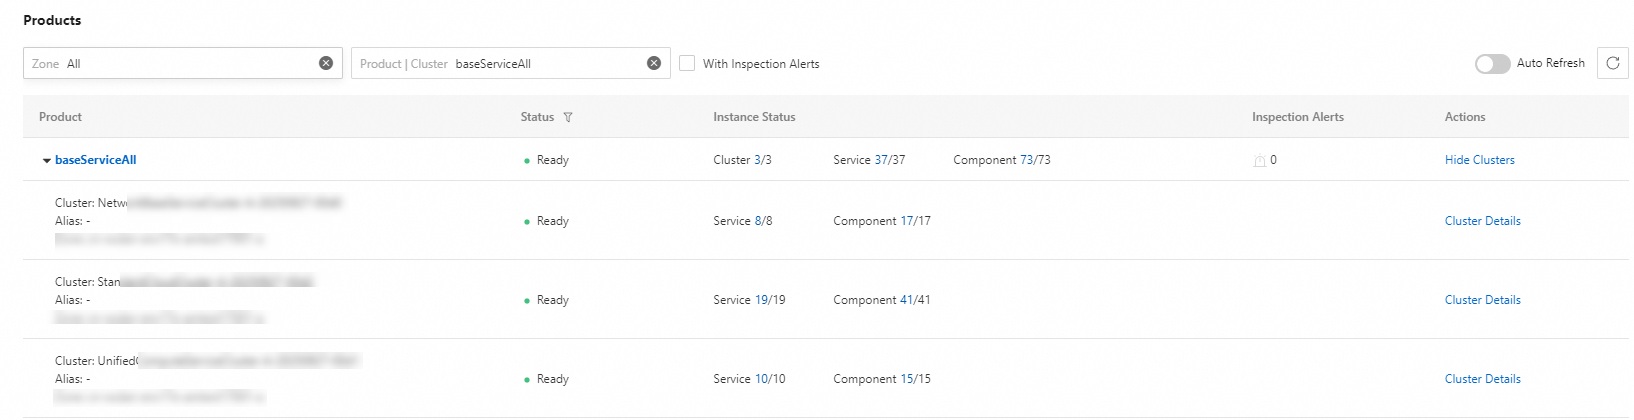 Products
Zone All
Product | Cluster baseServiceAll
With Inspection Alerts
Auto Refresh
Product Status Instance Status Inspection Alerts Actions
baseServiceAll Ready Cluster 3/3 Service 37/37 Component 73/73 0 Hide Clusters
Cluster:
Alias: -
Ready Service 8/8 Component 17/17 Cluster Details
Cluster:
Alias: -
Ready Service 19/19 Component 41/41 Cluster Details
Cluster:
Alias: -
Ready Service 10/10 Component 15/15 Cluster Details